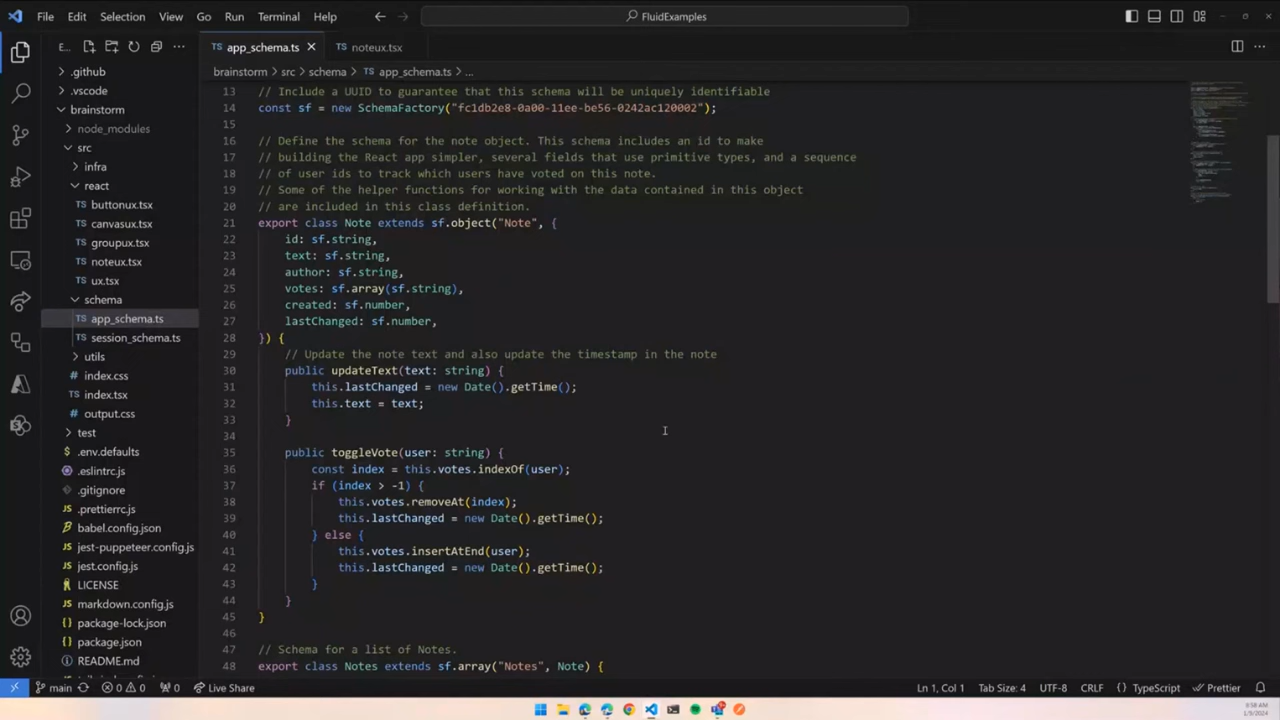 File Edit Selection View Go Run Terminal Help
FluidExamples
E...
app_schema.ts
noteux.tsx
brainstorm > src > schema > TS app_schema.ts > ...
.github
.vscode
brainstorm
node_modules
src
infra
react
TS buttonux.tsx
TS canvasux.tsx
TS groupux.tsx
TS noteux.tsx
TS ux.tsx
schema
TS app_schema.ts
TS session_schema.ts
utils
index.css
TS index.tsx
output.css
test
.env.defaults
.eslintrc.js
.gitignore
.prettierrc.js
babel.config.json
jest-puppeteer.config.js
jest.config.js
LICENSE
markdown.config.js
package-lock.json
package.json
README.md
13 // Include a UUID to guarantee that this schema will be uniquely identifiable
14 const sf = new SchemaFactory("fc1db2e8-0a00-11ee-be56-0242ac120002");
15
16 // Define the schema for the note object. This schema includes an id to make
17 // building the React app simpler, several fields that use primitive types, and a sequence
18 // of user ids to track which users have voted on this note.
19 // Some of the helper functions for working with the data contained in this object
20 // are included in this class definition.
21 export class Note extends sf.object("Note", {
22 id: sf.string,
23 text: sf.string,
24 author: sf.string,
25 votes: sf.array(sf.string),
26 created: sf.number,
27 lastChanged: sf.number,
28 }) {
29 // Update the note text and also update the timestamp in the note
30 public updateText(text: string) {
31 this.lastChanged = new Date().getTime();
32 this.text = text;
33 }
34
35 public toggleVote(user: string) {
36 const index = this.votes.indexOf(user);
37 if (index > -1) {
38 this.votes.removeAt(index);
39 this.lastChanged = new Date().getTime();
40 } else {
41 this.votes.insertAtEnd(user);
42 this.lastChanged = new Date().getTime();
43 }
44 }
45 }
46
47 // Schema for a list of Notes.
48 export class Notes extends sf.array("Notes", Note) {
main 0 0 0 Live Share
Ln 1, Col 1 Tab Size: 4 UTF-8 CRLF {} TypeScript Prettier